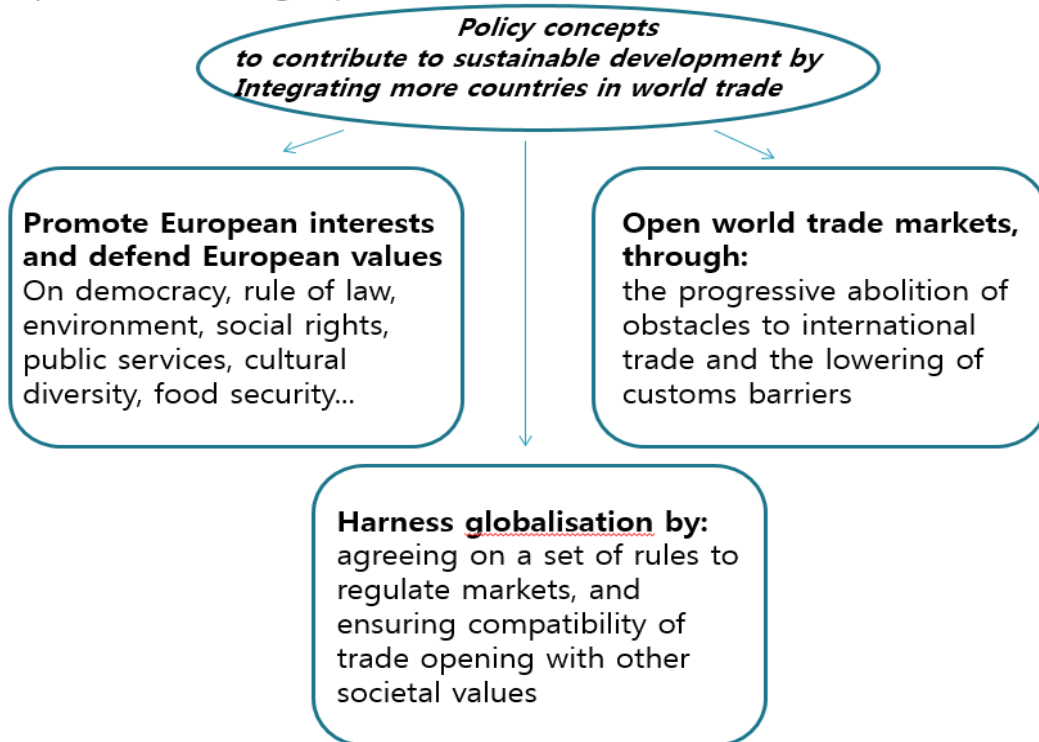 Policy concepts
to contribute to sustainable development by
Integrating more countries in world trade
Promote European interests
and defend European values
On democracy, rule of law,
environment, social rights,
public services, cultural
diversity, food security...
Open world trade markets,
through:
the progressive abolition of
obstacles to international
trade and the lowering of
customs barriers
Harness globalisation by:
agreeing on a set of rules to
regulate markets, and
ensuring compatibility of
trade opening with other
societal values